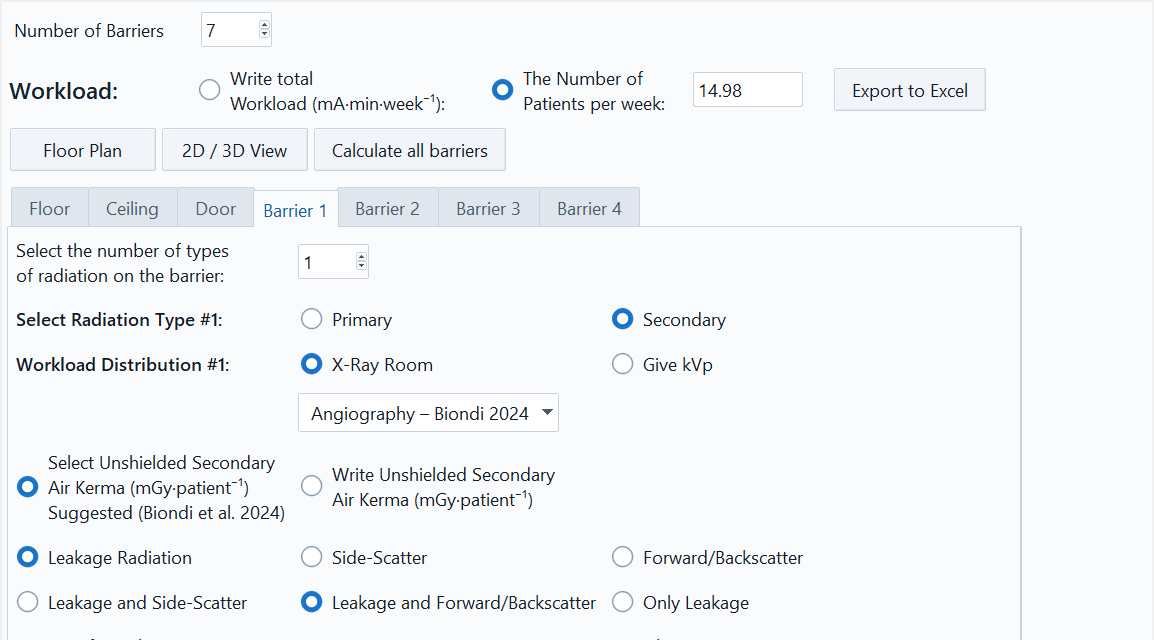 Number of Barriers 7
Workload:
Write total
Workload (mA·min·week⁻¹):
The Number of
Patients per week:
14.98
Export to Excel
Floor Plan
2D / 3D View
Calculate all barriers
Floor
Ceiling
Door
Barrier 1
Barrier 2
Barrier 3
Barrier 4
Select the number of types
of radiation on the barrier:
1
Select Radiation Type #1:
Primary
Secondary
Workload Distribution #1:
X-Ray Room
Give kVp
Angiography – Biondi 2024
Select Unshielded Secondary
Air Kerma (mGy·patient⁻¹)
Suggested (Biondi et al. 2024)
Write Unshielded Secondary
Air Kerma (mGy·patient⁻¹)
Leakage Radiation
Side-Scatter
Forward/Backscatter
Leakage and Side-Scatter
Leakage and Forward/Backscatter
Only Leakage